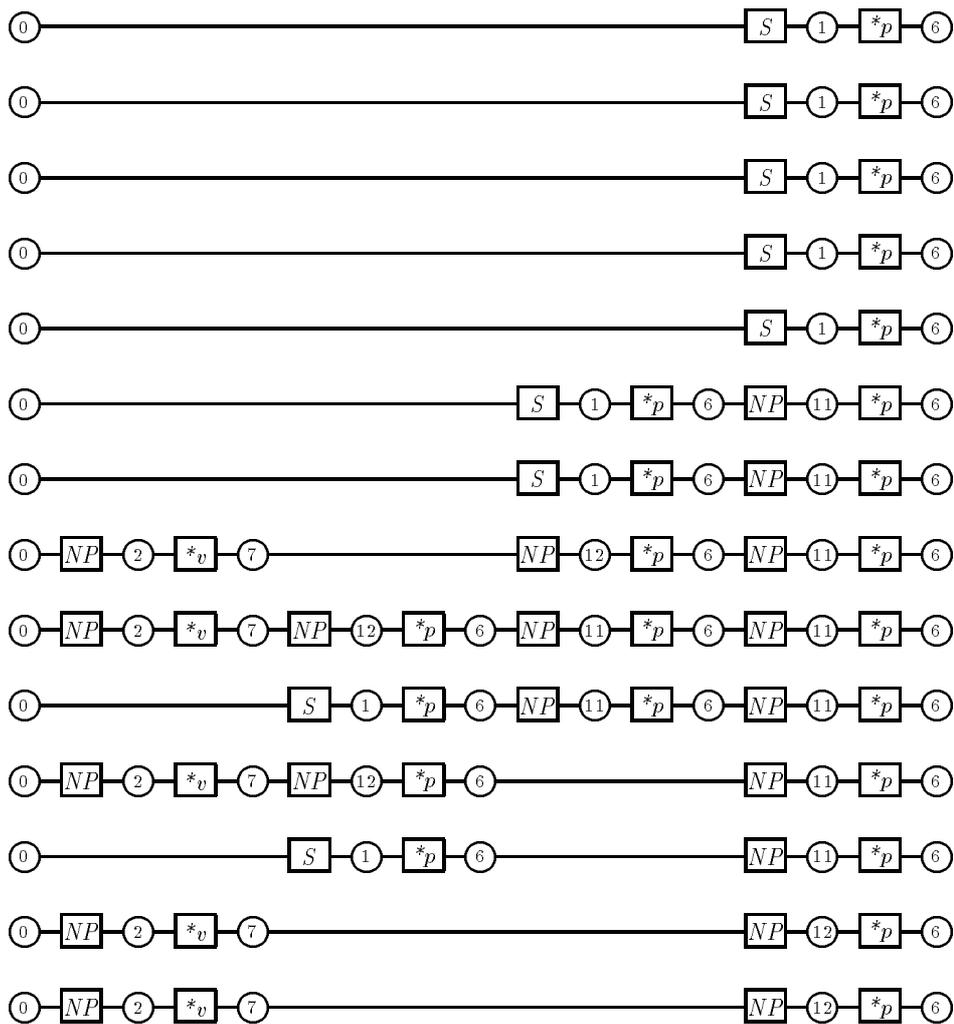 0 S 1 *p 6
0 S 1 *p 6
0 S 1 *p 6
0 S 1 *p 6
0 S 1 *p 6
0 S 1 *p 6 NP 11 *p 6
0 S 1 *p 6 NP 11 *p 6
0 NP 2 *v 7 NP 12 *p 6 NP 11 *p 6
0 NP 2 *v 7 NP 12 *p 6 NP 11 *p 6 NP 11 *p 6
0 S 1 *p 6 NP 11 *p 6 NP 11 *p 6
0 NP 2 *v 7 NP 12 *p 6 NP 11 *p 6
0 S 1 *p 6 NP 11 *p 6
0 NP 2 *v 7 NP 12 *p 6
0 NP 2 *v 7 NP 12 *p 6